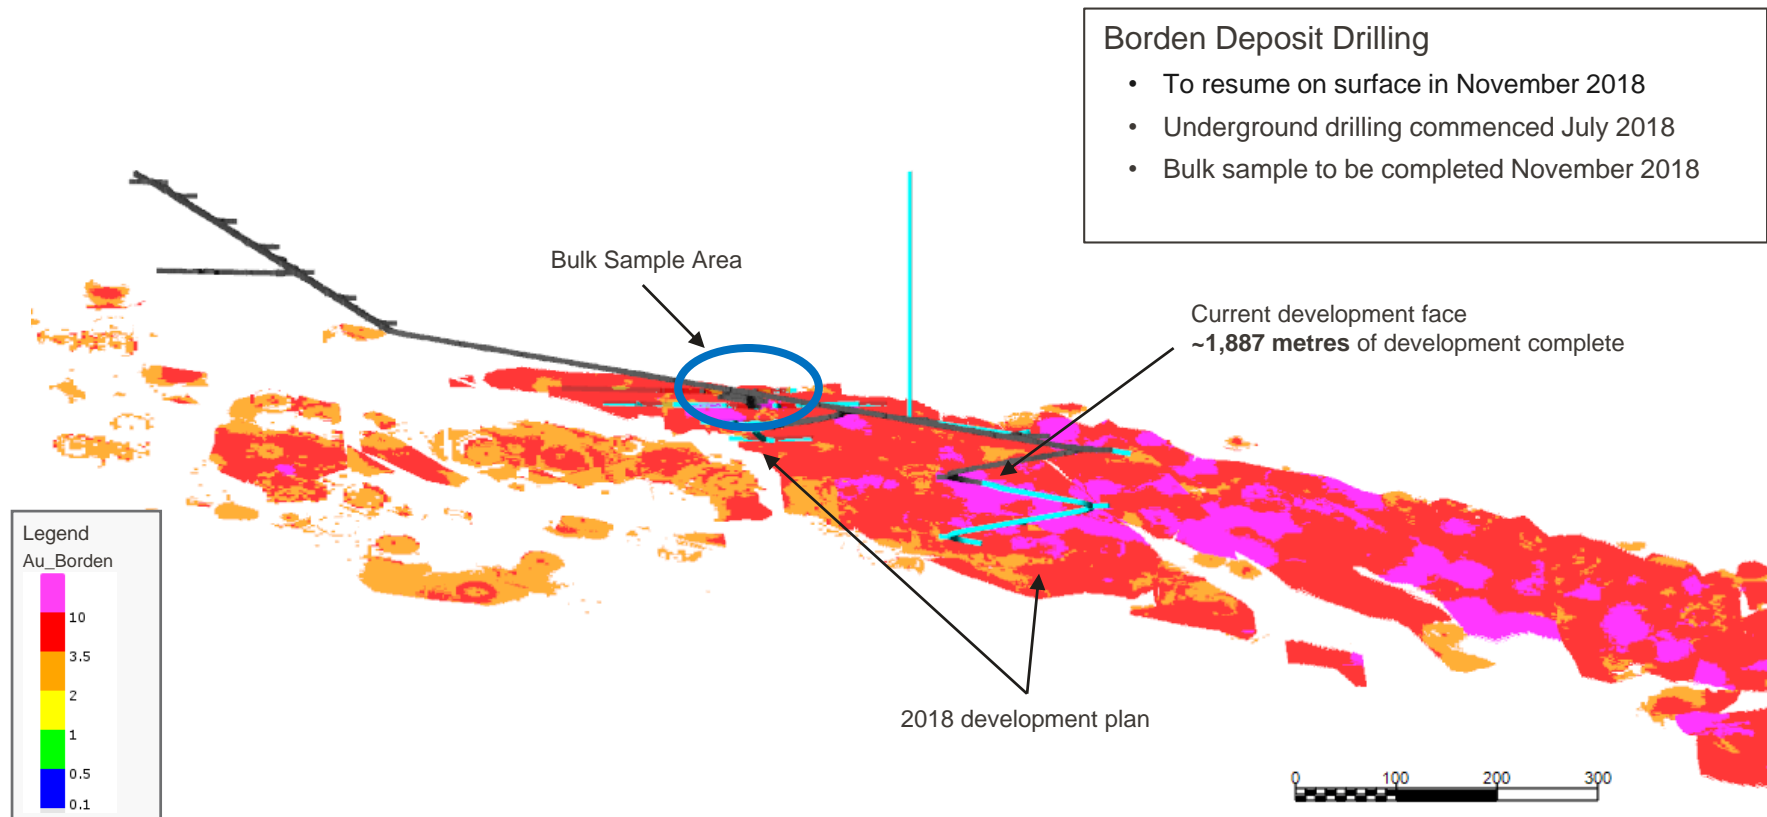 Borden Deposit Drilling
• To resume on surface in November 2018
• Underground drilling commenced July 2018
• Bulk sample to be completed November 2018
Bulk Sample Area
Current development face
~1,887 metres of development complete
2018 development plan
Legend
Au_Borden
10
3.5
2
1
0.5
0.1
0 100 200 300